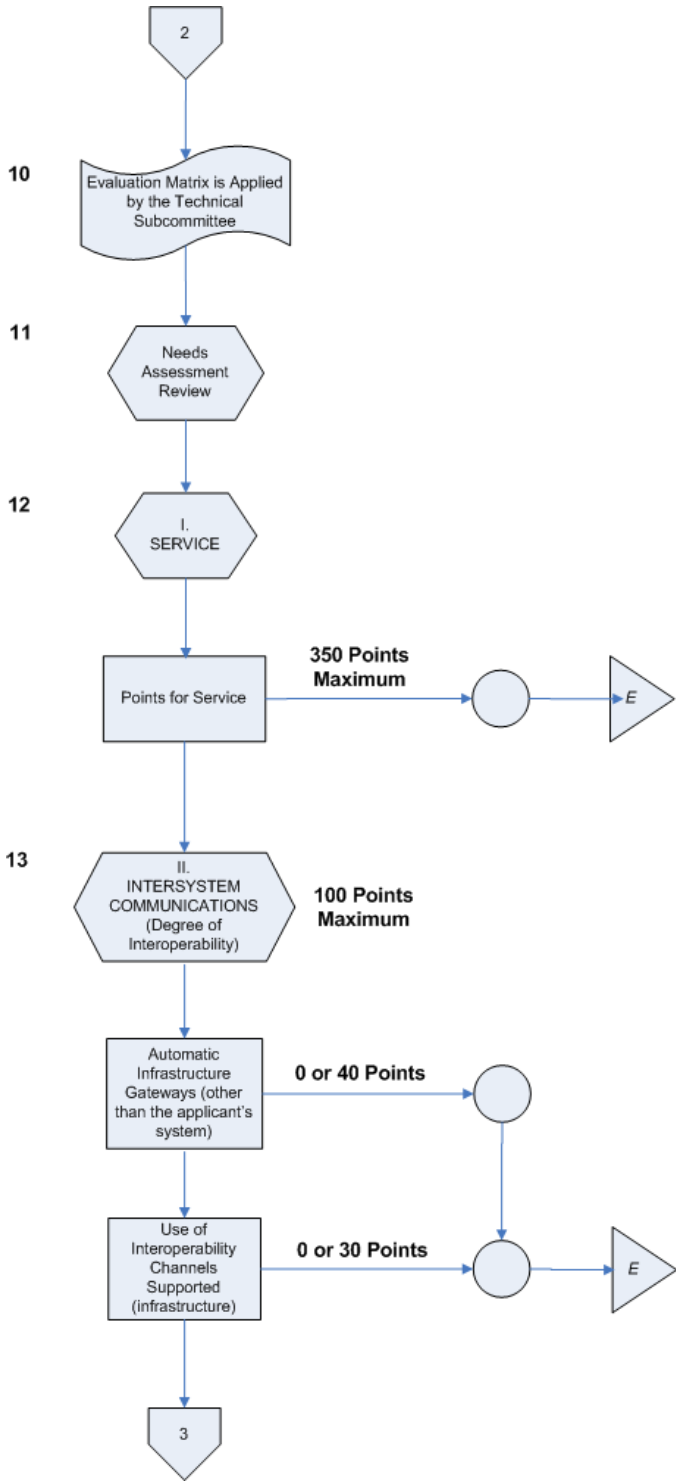 2
10
Evaluation Matrix is Applied
by the Technical
Subcommittee
11
Needs
Assessment
Review
12
I.
SERVICE
Points for Service
350 Points
Maximum
E
13
II.
INTERSYSTEM
COMMUNICATIONS
(Degree of
Interoperability)
100 Points
Maximum
Automatic
Infrastructure
Gateways (other
than the applicant's
system)
0 or 40 Points
Use of
Interoperability
Channels
Supported
(infrastructure)
0 or 30 Points
E
3